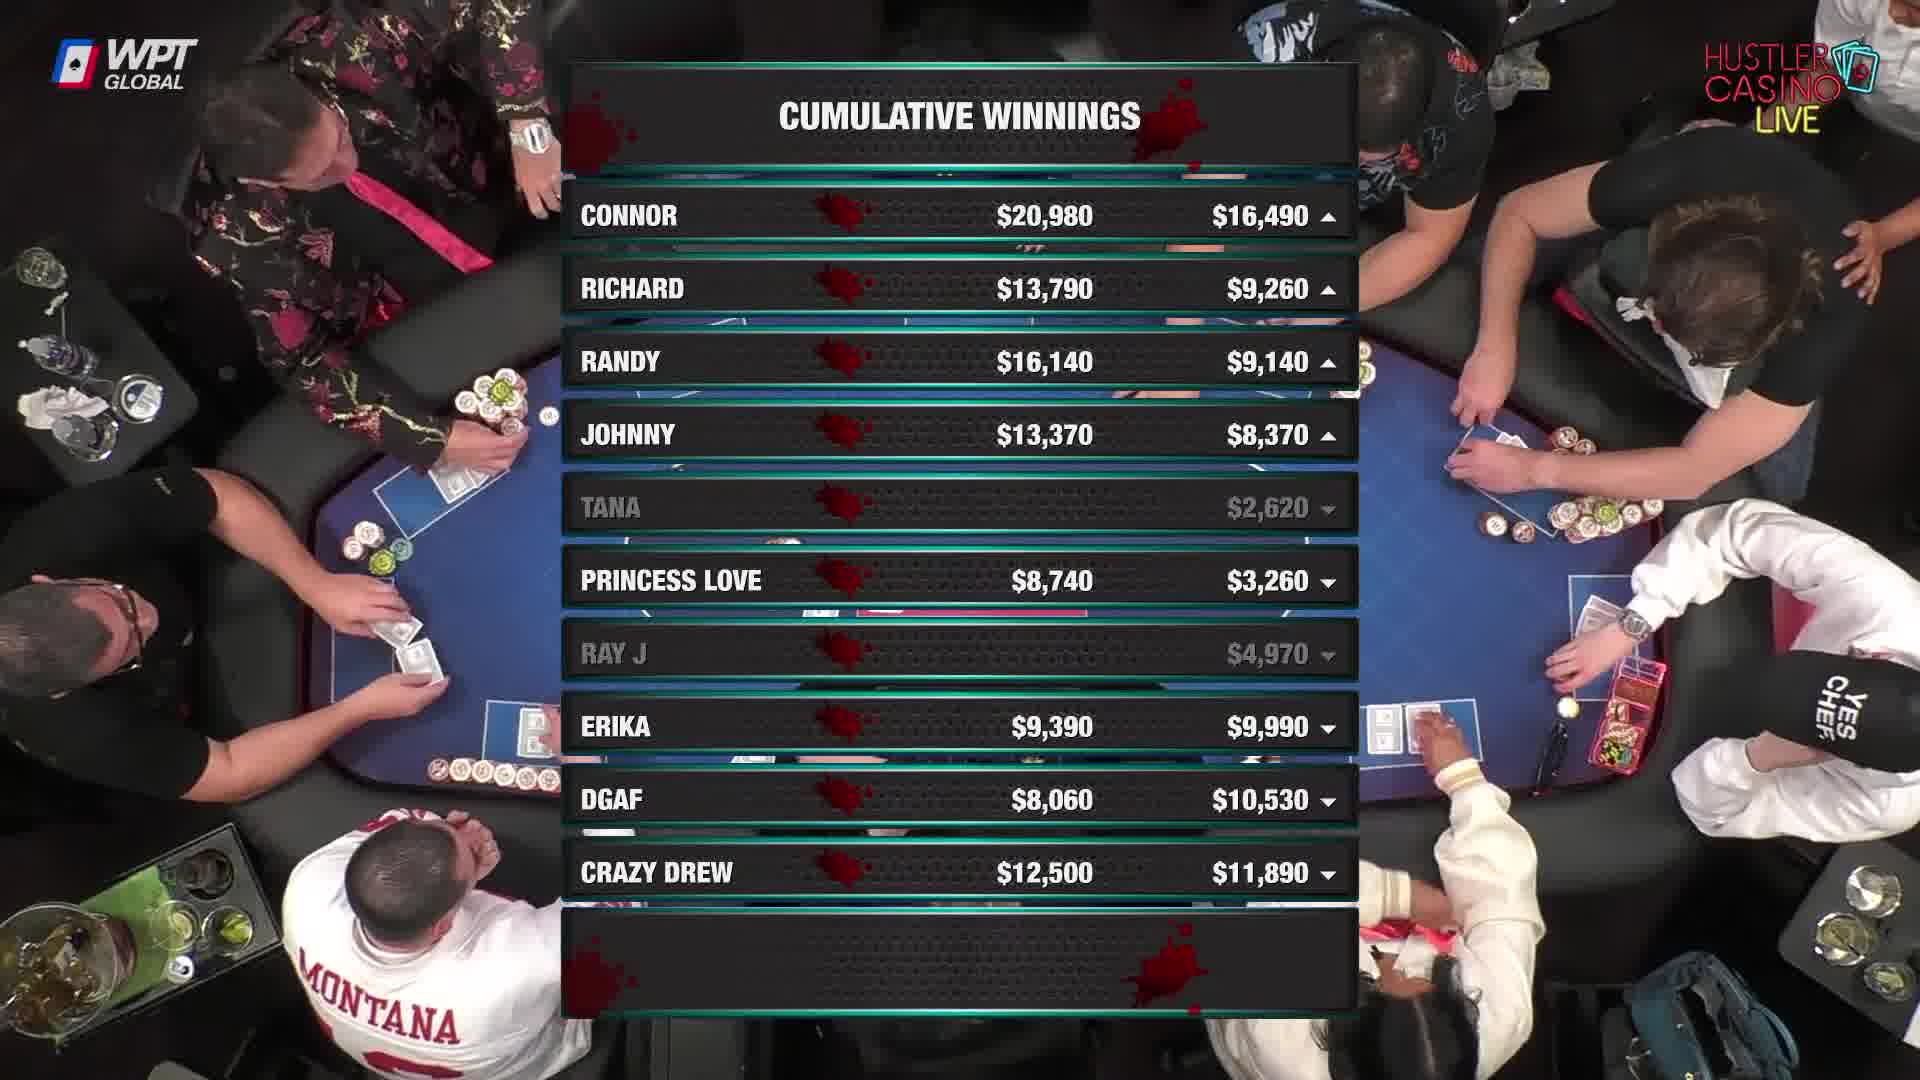 WPT
GLOBAL
HUSTLER
CASINO
LIVE
CUMULATIVE WINNINGS
CONNOR $20,980 $16,490
RICHARD $13,790 $9,260
RANDY $16,140 $9,140
JOHNNY $13,370 $8,370
TANA $2,620
PRINCESS LOVE $8,740 $3,260
RAY J $4,970
ERIKA $9,390 $9,990
DGAF $8,060 $10,530
CRAZY DREW $12,500 $11,890
YES
CHEF.
MONTANA